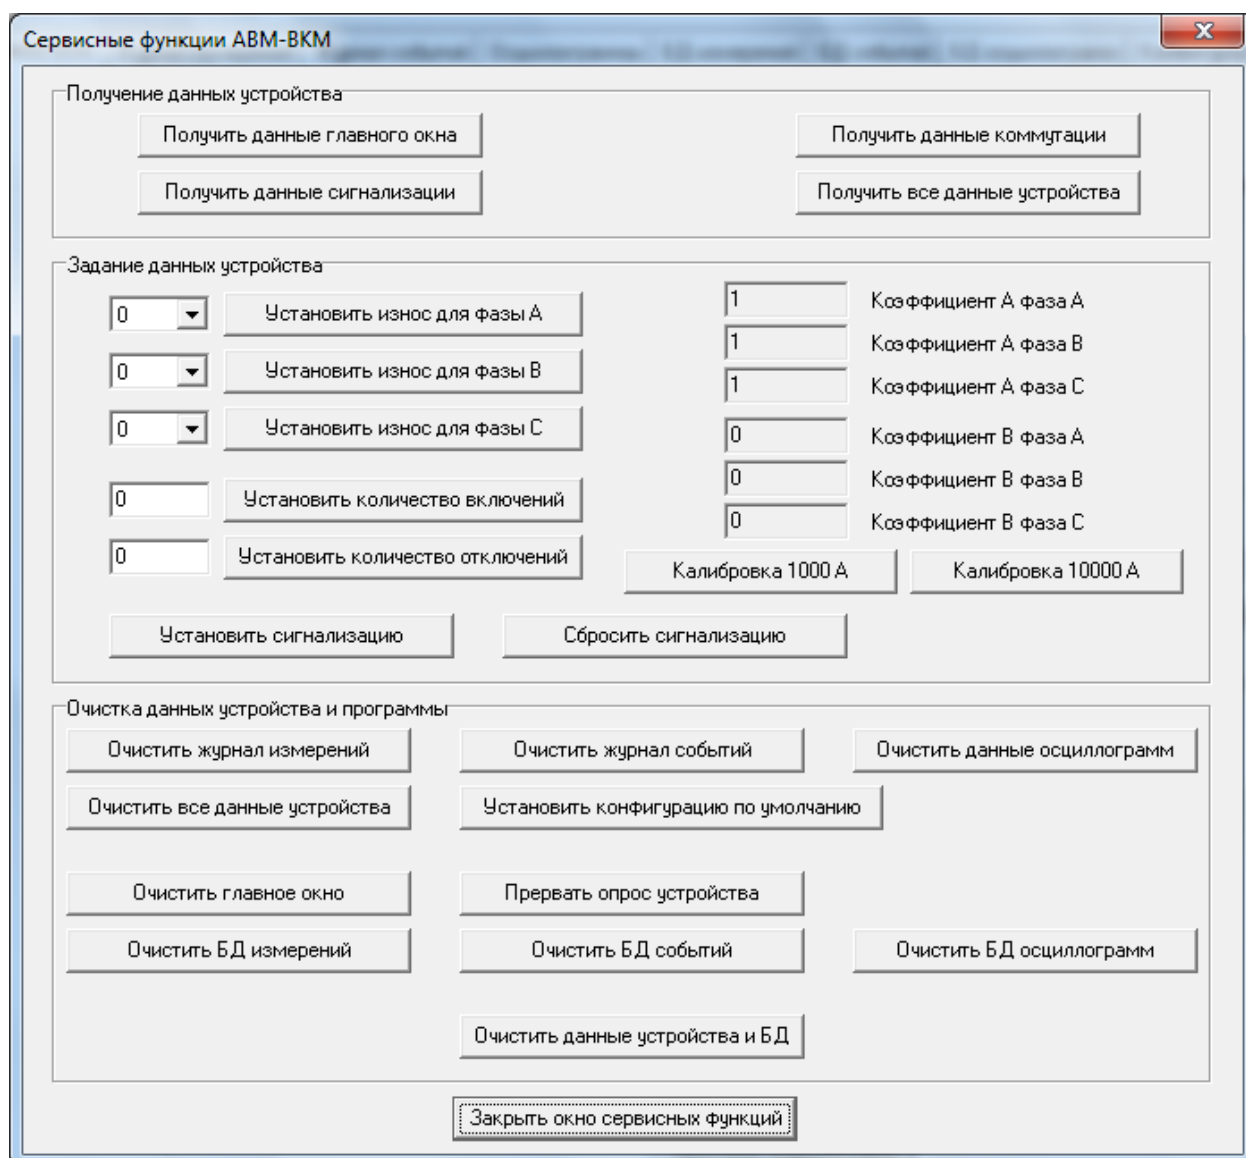 Сервисные функции АВМ-ВКМ
Получение данных устройства
Получить данные главного окна
Получить данные коммутации
Получить данные сигнализации
Получить все данные устройства
Задание данных устройства
0 Установить износ для фазы А
1 Коэффициент А фаза А
1 Коэффициент А фаза В
0 Установить износ для фазы В
1 Коэффициент А фаза С
0 Установить износ для фазы С
0 Коэффициент В фаза А
0 Коэффициент В фаза В
0 Установить количество включений
0 Коэффициент В фаза С
0 Установить количество отключений
Калибровка 1000 А
Калибровка 10000 А
Установить сигнализацию
Сбросить сигнализацию
Очистка данных устройства и программы
Очистить журнал измерений
Очистить журнал событий
Очистить данные осциллограмм
Очистить все данные устройства
Установить конфигурацию по умолчанию
Очистить главное окно
Прервать опрос устройства
Очистить БД измерений
Очистить БД событий
Очистить БД осциллограмм
Очистить данные устройства и БД
Закрыть окно сервисных функций